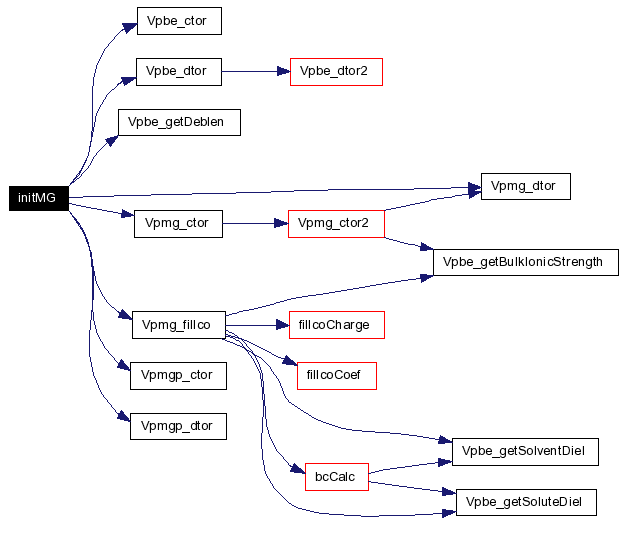 Vpbe_ctor
Vpbe_dtor
Vpbe_dtor2
Vpbe_getDeblen
initMG
Vpmg_dtor
Vpmg_ctor
Vpmg_ctor2
Vpbe_getBulkIonicStrength
Vpmg_fillco
fillcoCharge
fillcoCoef
Vpmgp_ctor
Vpmgp_dtor
Vpbe_getSolventDiel
bcCalc
Vpbe_getSoluteDiel